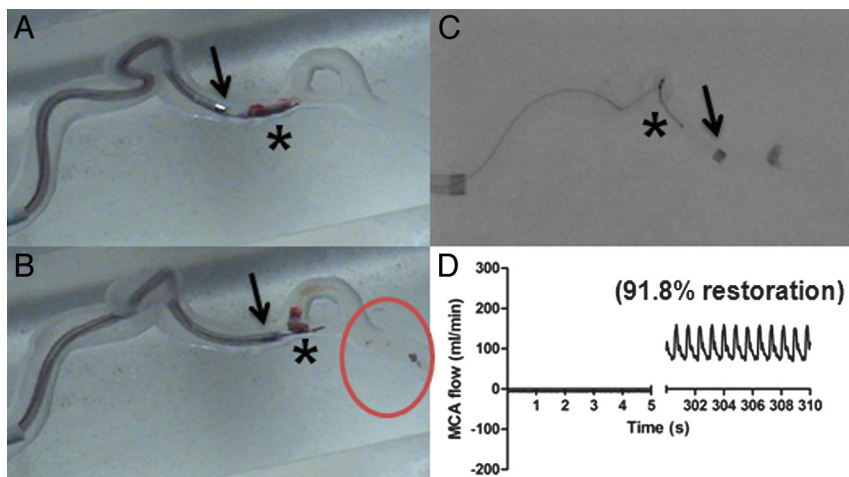 A
*
B
*
C
*
D
(91.8% restoration)
MCA flow (ml/min)
300
200
100
0
-100
-200
1 2 3 4 5 302 304 306 308 310
Time (s)